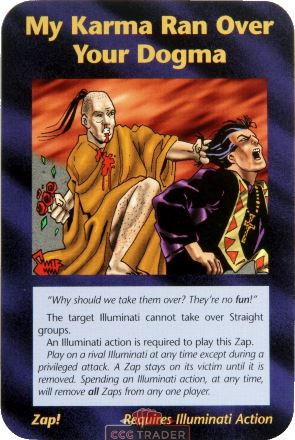 My Karma Ran Over
Your Dogma
"Why should we take them over? They're no fun!"
The target Illuminati cannot take over Straight
groups.
An Illuminati action is required to play this Zap.
Play on a rival Illuminati at any time except during a
privileged attack. A Zap stays on its victim until it is
removed. Spending an Illuminati action, at any time,
will remove all Zaps from any one player.
Zap!
Requires Illuminati Action
CCG TRADER